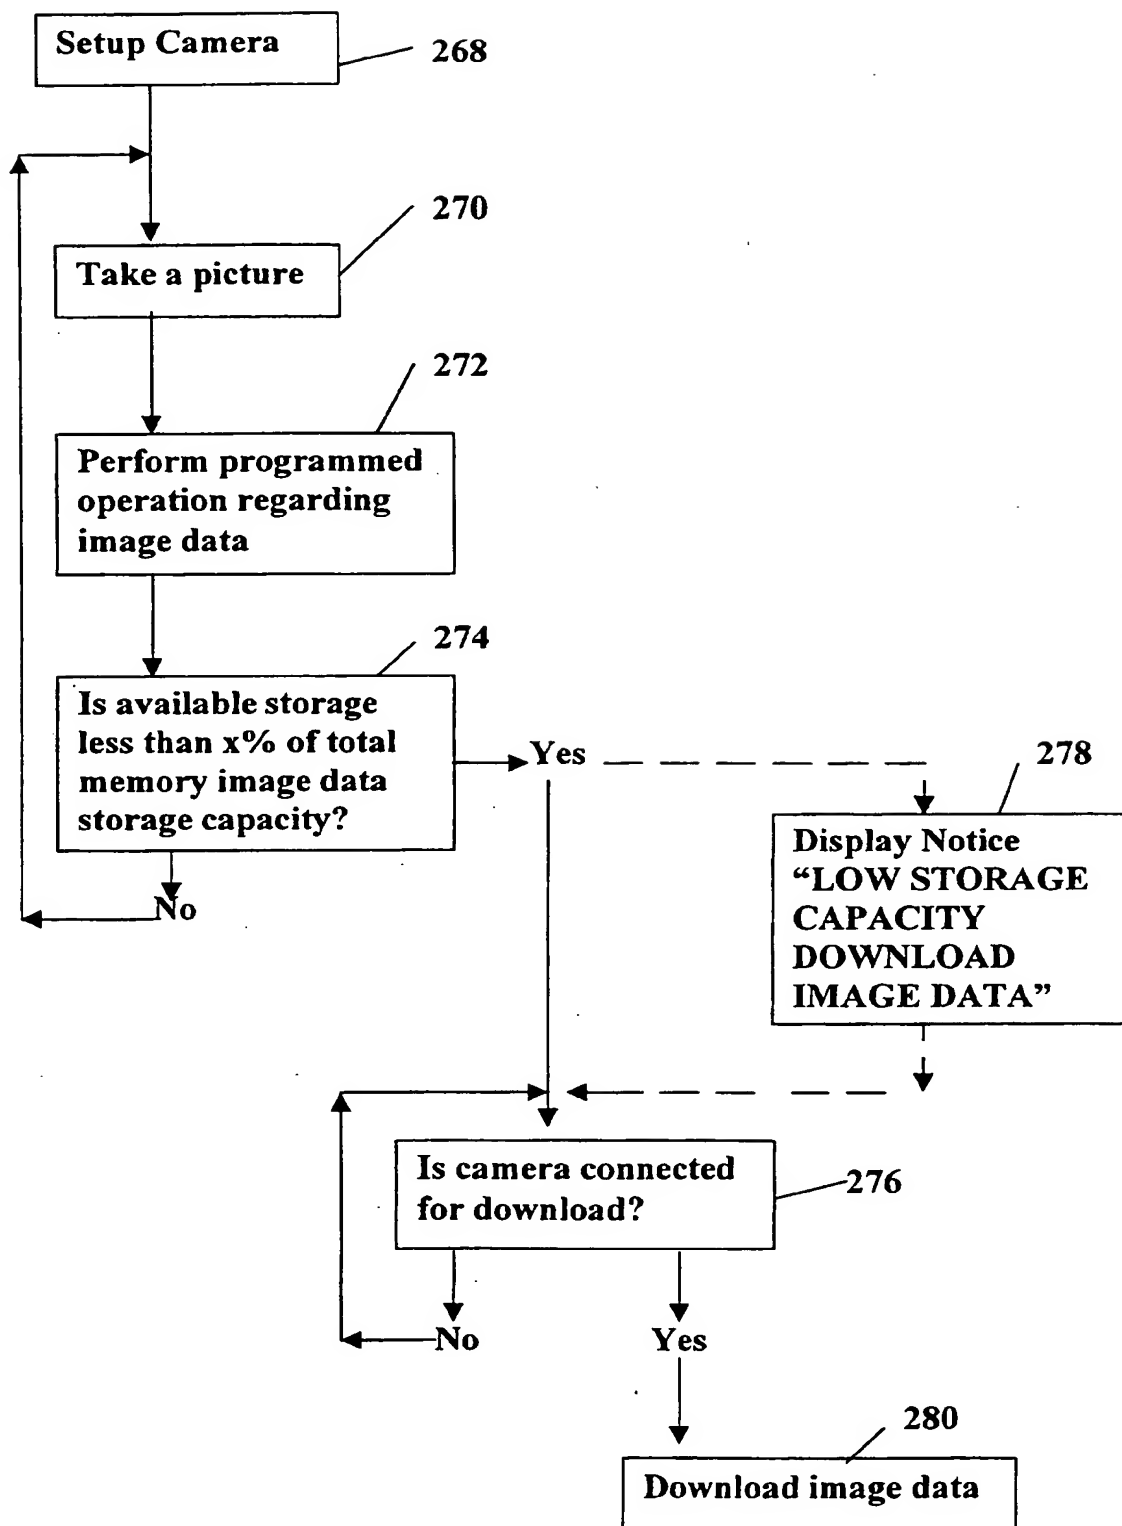 Setup Camera
268
270
Take a picture
272
Perform programmed
operation regarding
image data
274
Is available storage
less than x% of total
memory image data
storage capacity?
Yes
278
No
Display Notice
“LOW STORAGE
CAPACITY
DOWNLOAD
IMAGE DATA”
Is camera connected
for download?
276
No
Yes
280
Download image data